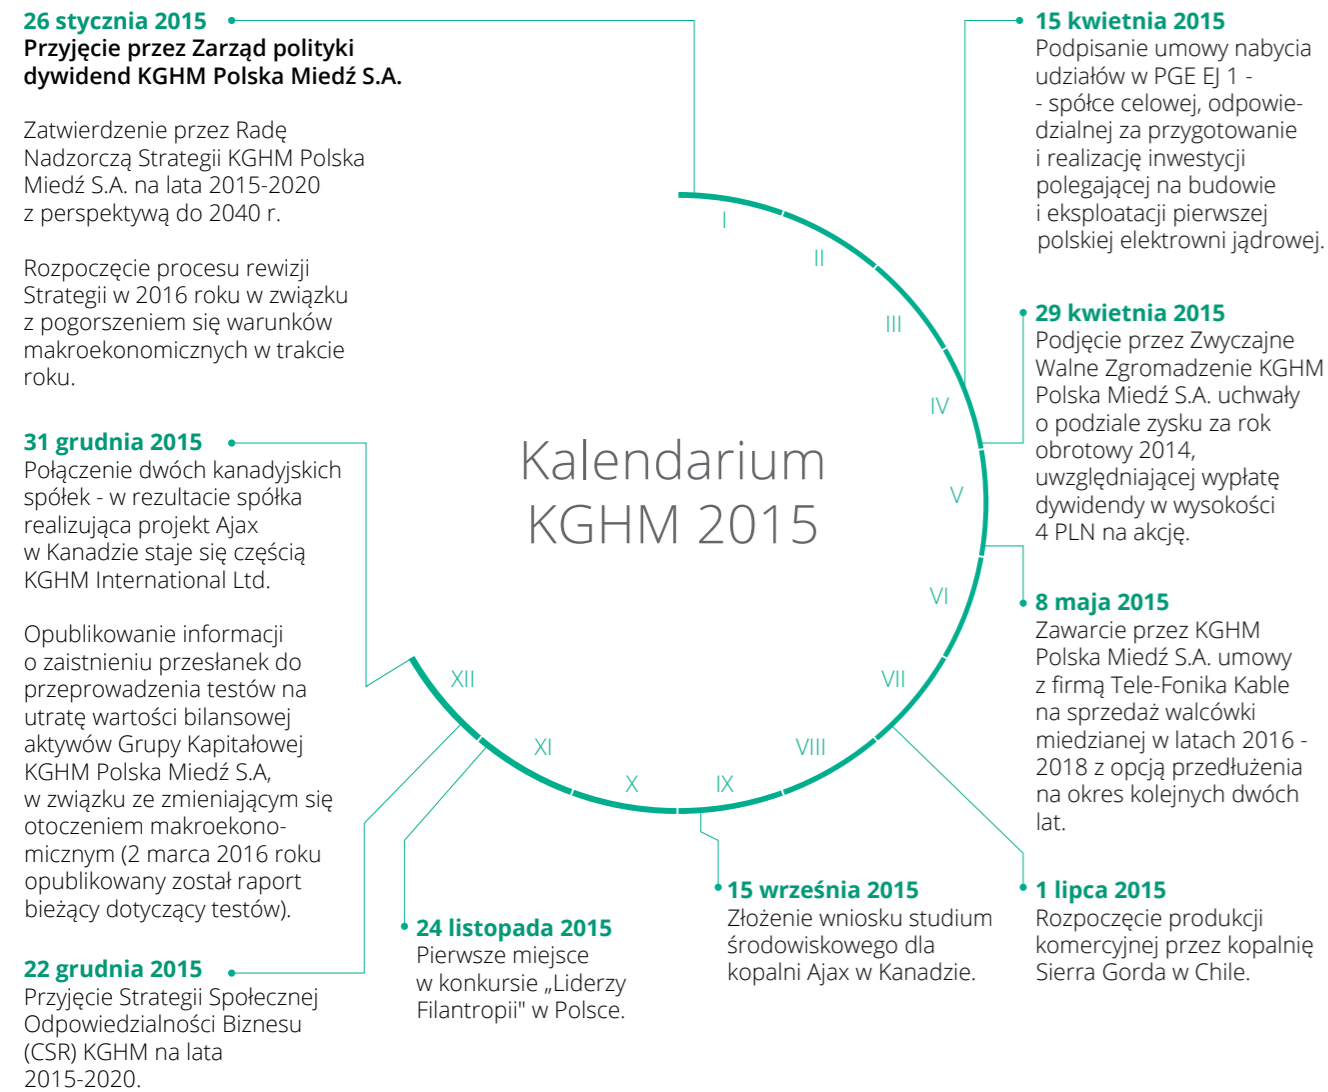 26 stycznia 2015
Przyjęcie przez Zarząd polityki
dywidend KGHM Polska Miedź S.A.
Zatwierdzenie przez Radę
Nadzorczą Strategii KGHM Polska
Miedź S.A. na lata 2015-2020
z perspektywą do 2040 r.
Rozpoczęcie procesu rewizji
Strategii w 2016 roku w związku
z pogorszeniem się warunków
makroekonomicznych w trakcie
roku.
31 grudnia 2015
Połączenie dwóch kanadyjskich
spółek - w rezultacie spółka
realizująca projekt Ajax
w Kanadzie staje się częścią
KGHM International Ltd.
Opublikowanie informacji
o zaistnieniu przesłanek do
przeprowadzenia testów na
utratę wartości bilansowej
aktywów Grupy Kapitałowej
KGHM Polska Miedź S.A,
w związku ze zmieniającym się
otoczeniem makroekono-
micznym (2 marca 2016 roku
opublikowany został raport
bieżący dotyczący testów).
22 grudnia 2015
Przyjęcie Strategii Społecznej
Odpowiedzialności Biznesu
(CSR) KGHM na lata
2015-2020.
Kalendarium
KGHM 2015
I
II
III
IV
V
VI
VII
VIII
IX
X
XI
XII
24 listopada 2015
Pierwsze miejsce
w konkursie „Liderzy
Filantropii" w Polsce.
15 września 2015
Złożenie wniosku studium
środowiskowego dla
kopalni Ajax w Kanadzie.
15 kwietnia 2015
Podpisanie umowy nabycia
udziałów w PGE EJ 1 -
- spółce celowej, odpowie-
dzialnej za przygotowanie
i realizację inwestycji
polegającej na budowie
i eksploatacji pierwszej
polskiej elektrowni jądrowej.
29 kwietnia 2015
Podjęcie przez Zwyczajne
Walne Zgromadzenie KGHM
Polska Miedź S.A. uchwały
o podziale zysku za rok
obrotowy 2014,
uwzględniającej wypłatę
dywidendy w wysokości
4 PLN na akcję.
8 maja 2015
Zawarcie przez KGHM
Polska Miedź S.A. umowy
z firmą Tele-Fonika Kable
na sprzedaż walcówki
miedzianej w latach 2016 -
2018 z opcją przedłużenia
na okres kolejnych dwóch
lat.
1 lipca 2015
Rozpoczęcie produkcji
komercyjnej przez kopalnię
Sierra Gorda w Chile.